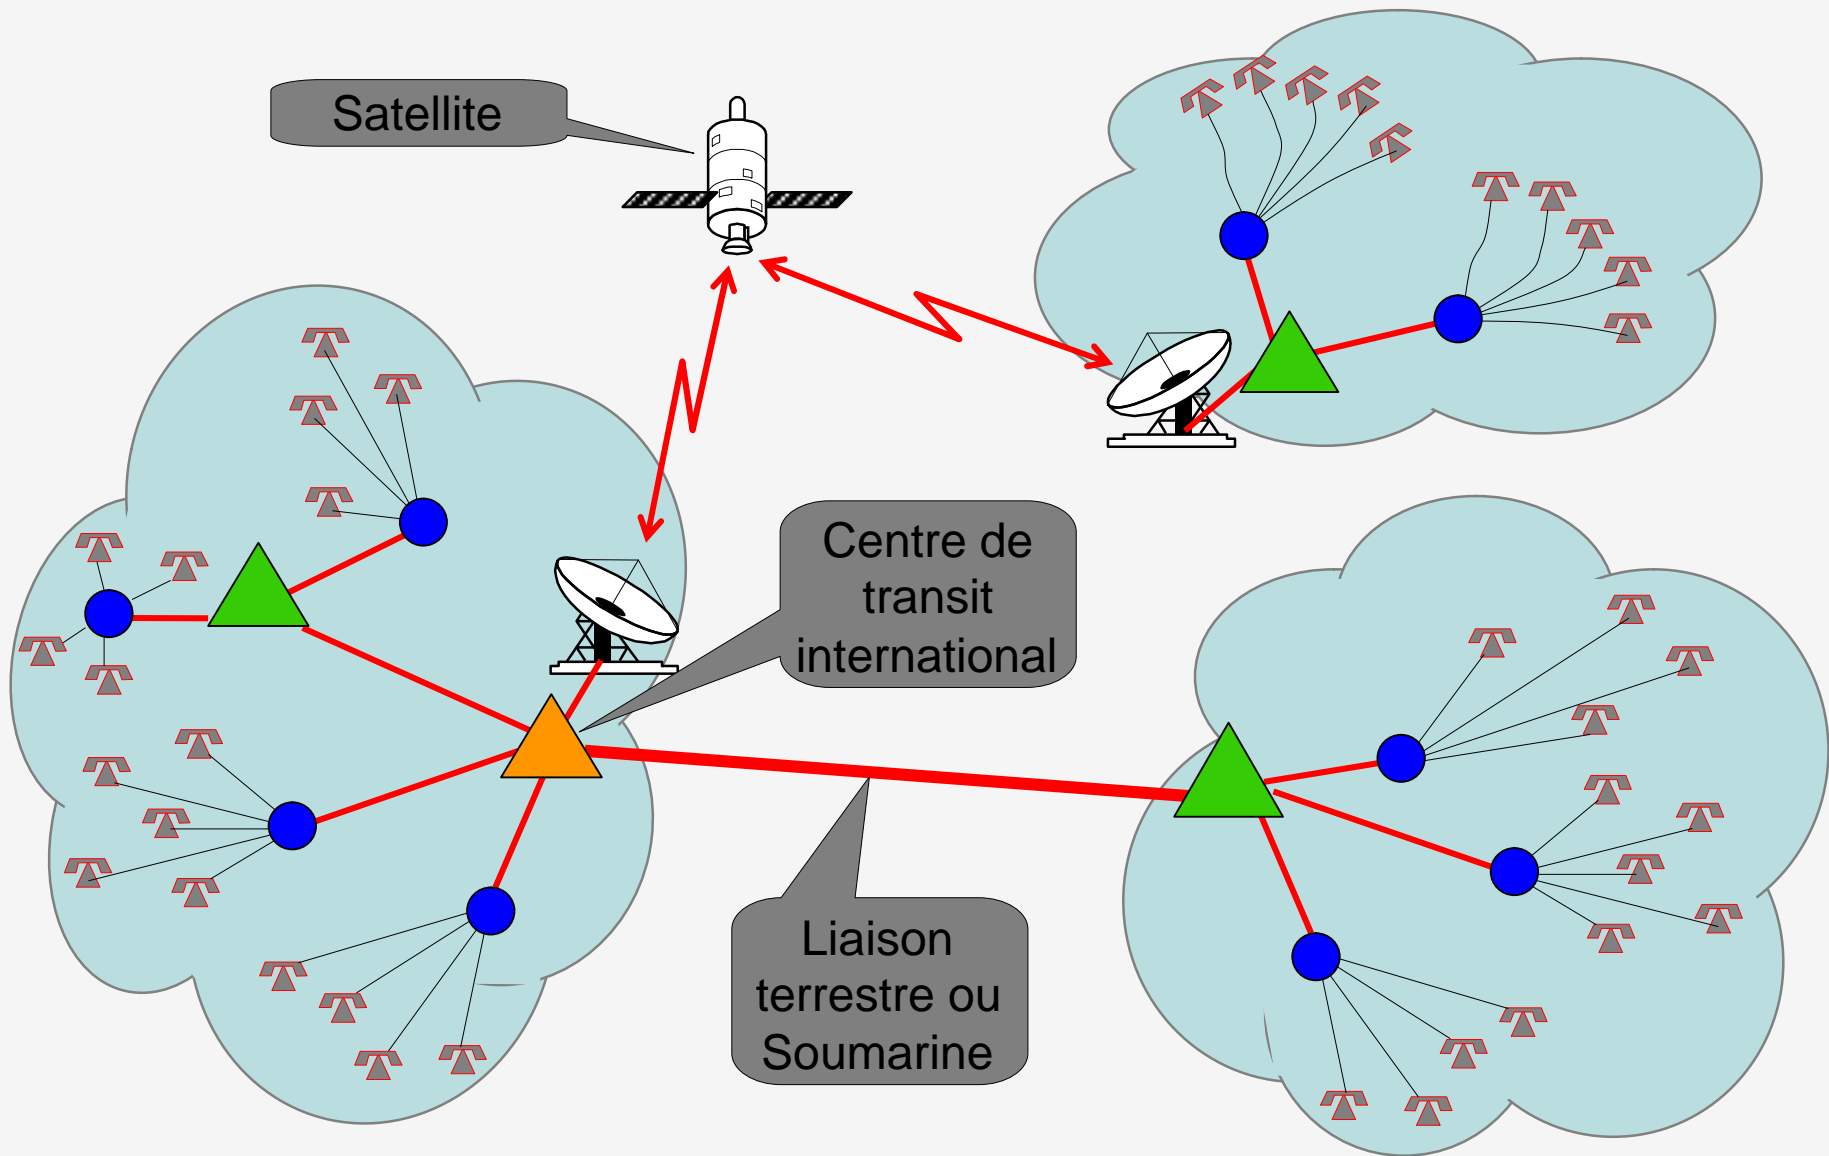 Satellite
Centre de
transit
international
Liaison
terrestre ou
Soumarine